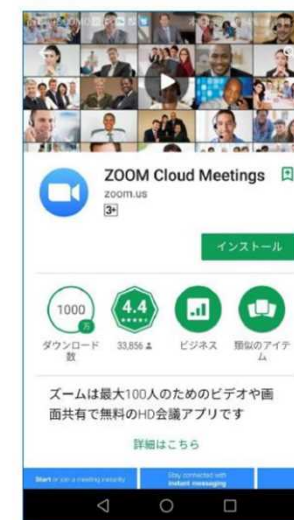 ZOOM Cloud Meetings
zoom.us
3+
インストール
1000
万
4.4
ダウンロード
数
33,856
ビジネス
類似のアイテ
ム
ズームは最大100人のためのビデオや画
面共有で無料のHD会議アプリです
詳細はこちら
Start or join a meeting instantly
Stay connected with
instant messaging